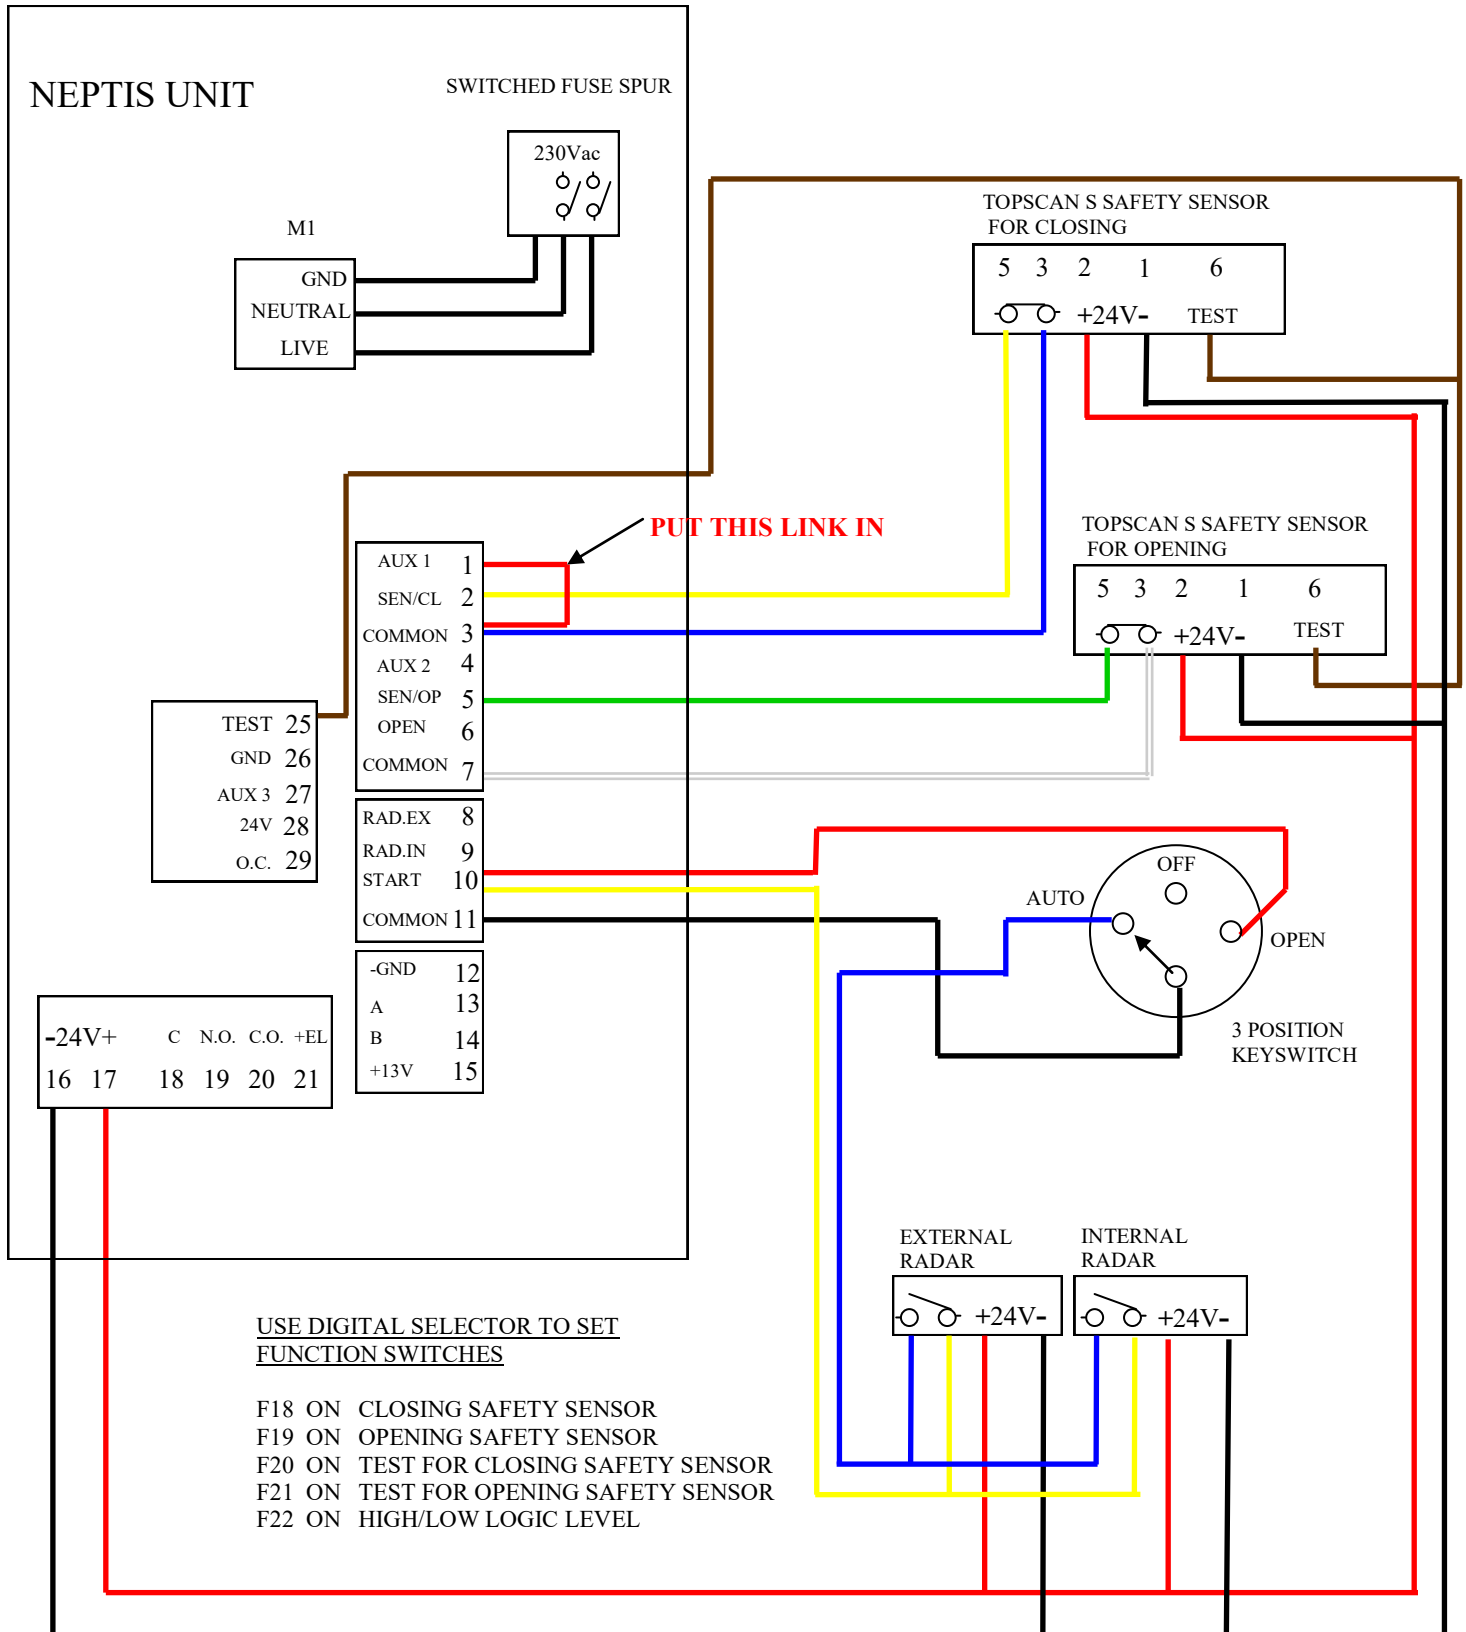 NEPTIS UNIT
SWITCHED FUSE SPUR
230Vac
M1
GND
NEUTRAL
LIVE
TOPSCAN S SAFETY SENSOR
FOR CLOSING
5 3 2 1 6
+24V- TEST
PUT THIS LINK IN
TOPSCAN S SAFETY SENSOR
FOR OPENING
5 3 2 1 6
+24V- TEST
AUX 1 1
SEN/CL 2
COMMON 3
AUX 2 4
SEN/OP 5
OPEN 6
COMMON 7
TEST 25
GND 26
AUX 3 27
24V 28
O.C. 29
RAD.EX 8
RAD.IN 9
START 10
COMMON 11
OFF
AUTO
OPEN
3 POSITION
KEYSWITCH
-GND 12
A 13
B 14
+13V 15
-24V+ C N.O. C.O. +EL
16 17 18 19 20 21
EXTERNAL
RADAR
+24V-
INTERNAL
RADAR
+24V-
USE DIGITAL SELECTOR TO SET
FUNCTION SWITCHES
F18 ON CLOSING SAFETY SENSOR
F19 ON OPENING SAFETY SENSOR
F20 ON TEST FOR CLOSING SAFETY SENSOR
F21 ON TEST FOR OPENING SAFETY SENSOR
F22 ON HIGH/LOW LOGIC LEVEL